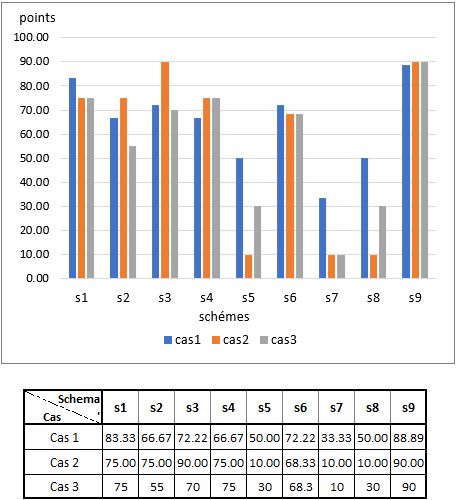 points
100.00
90.00
80.00
70.00
60.00
50.00
40.00
30.00
20.00
10.00
0.00
s1 s2 s3 s4 s5 s6 s7 s8 s9
schémes
cas1 cas2 cas3
Schema s1 s2 s3 s4 s5 s6 s7 s8 s9
Cas
Cas 1 83.33 66.67 72.22 66.67 50.00 72.22 33.33 50.00 88.89
Cas 2 75.00 75.00 90.00 75.00 10.00 68.33 10.00 10.00 90.00
Cas 3 75 55 70 75 30 68.3 10 30 90